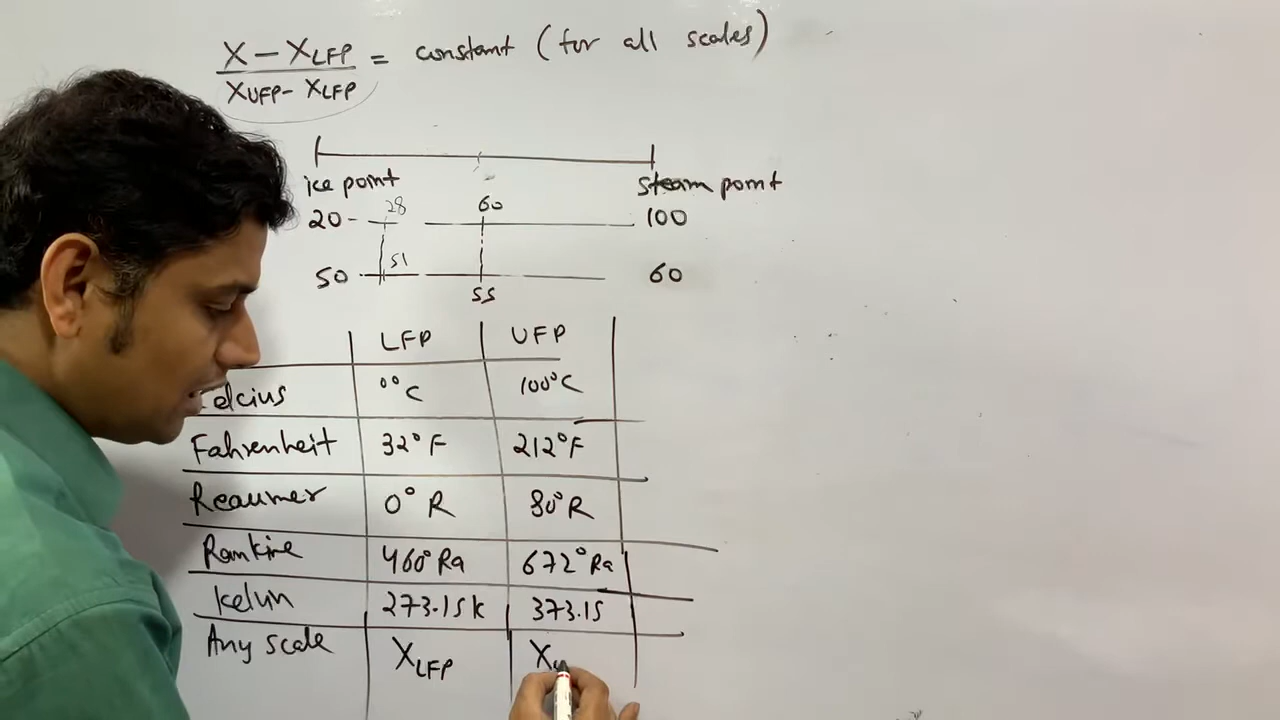 X - XLFP = constant (for all scales)
XUFP - XLFP
ice point steam point
20 - 28 60 100
50 51 55 60
LFP UFP
elcius 0°C 100°C
Fahrenheit 32°F 212°F
Reaumer 0°R 80°R
Rankine 460°Ra 672°Ra
Kelvin 273.15k 373.15
Any scale XLFP X